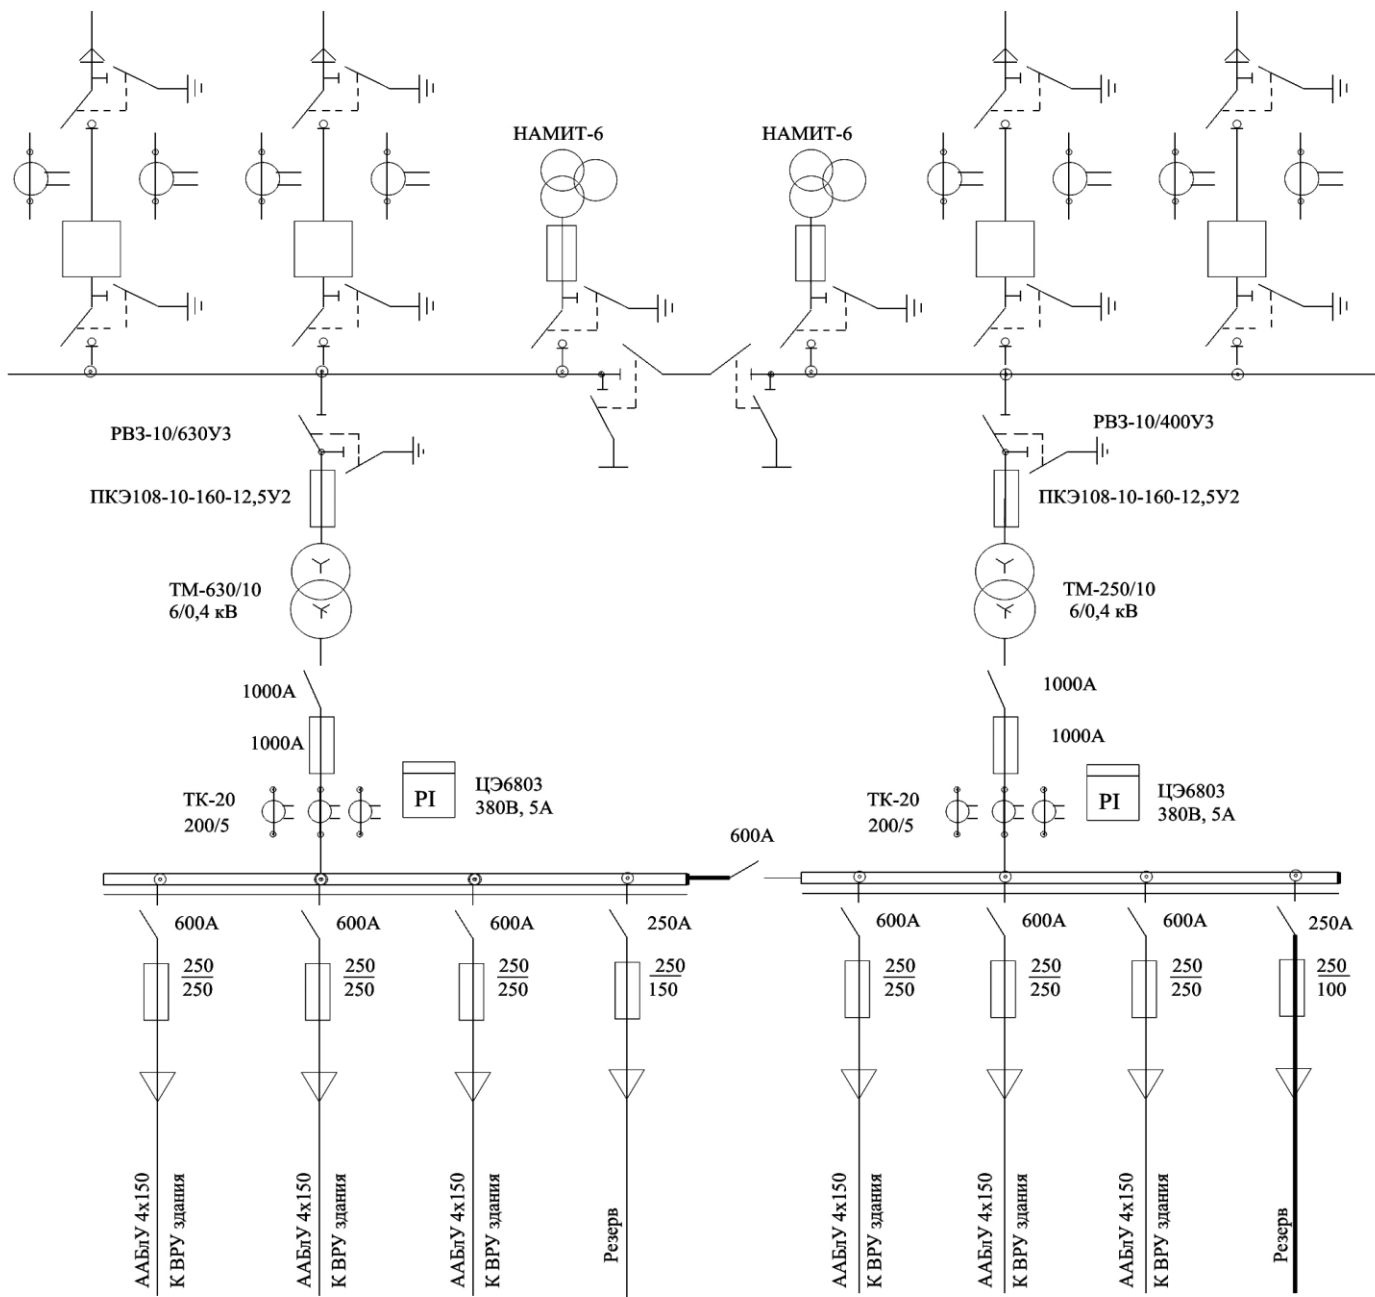 НАМИТ-6
НАМИТ-6
РВЗ-10/630У3
РВЗ-10/400У3
ПКЭ108-10-160-12,5У2
ПКЭ108-10-160-12,5У2
ТМ-630/10
6/0,4 кВ
ТМ-250/10
6/0,4 кВ
1000А
1000А
1000А
1000А
ТК-20
200/5
PI
ЦЭ6803
380В, 5А
ТК-20
200/5
PI
ЦЭ6803
380В, 5А
600А
600А
600А
600А
250А
600А
600А
600А
250А
250
250
250
250
250
250
250
150
250
250
250
250
250
250
250
100
ААБлУ 4х150
К ВРУ здания
ААБлУ 4х150
К ВРУ здания
ААБлУ 4х150
К ВРУ здания
Резерв
ААБлУ 4х150
К ВРУ здания
ААБлУ 4х150
К ВРУ здания
ААБлУ 4х150
К ВРУ здания
Резерв